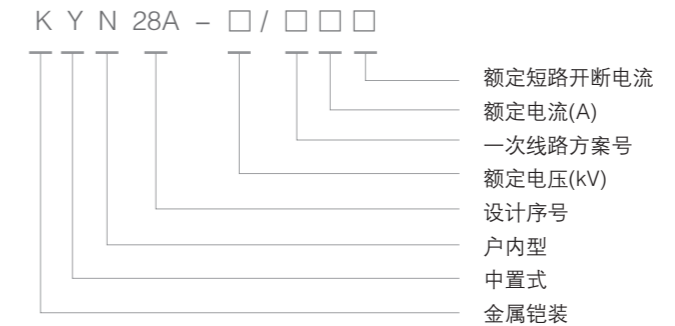 KYN28A – □/□□□
额定短路开断电流
额定电流(A)
一次线路方案号
额定电压(kV)
设计序号
户内型
中置式
金属铠装